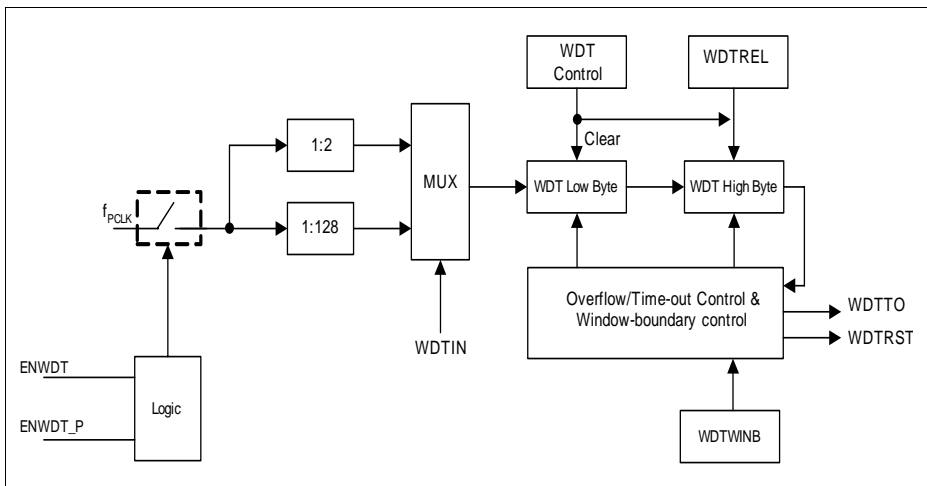 WDT
Control
WDTREL
Clear
1:2
MUX
WDT Low Byte
WDT High Byte
fPCLK
1:128
Overflow/Time-out Control &
Window-boundary control
WDTTO
WDTRST
WDTIN
ENWDT
Logic
ENWDT_P
WDTWINB